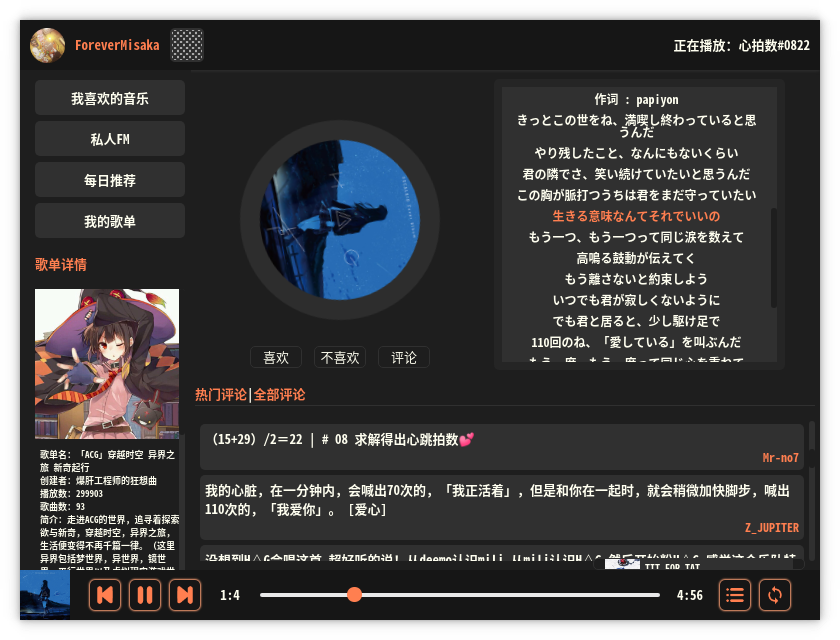 ForeverMisaka
正在播放: 心拍数#0822
我喜欢的音乐
私人FM
每日推荐
我的歌单
歌单详情
歌单名: 「ACG」穿越时空 异界之
旅 新奇起行
创建者: 爆肝工程师的狂想曲
播放数: 299903
歌曲数: 93
简介: 走进ACG的世界，追寻着探索
欲与新奇，穿越时空，异界之旅，
生活便变得不再千篇一律。（这里
异界包括梦世界，异世界，镜世
作词 : papiyon
きっとこの世をね、満喫し終わっていると思
うんだ
やり残したこと、なんにもないくらい
君の隣でさ、笑い続けていたいと思うんだ
この胸が脈打つうちは君をまだ守っていたい
生きる意味なんてそれでいいの
もう一つ、もう一つって同じ涙を数えて
高鳴る鼓動が伝えてく
もう離さないと約束しよう
いつでも君が寂しくないように
でも君と居ると、少し駆け足で
110回のね、「愛している」を叫ぶんだ
喜欢
不喜欢
评论
热门评论|全部评论
（15+29）/2＝22 | # 08 求解得出心跳拍数💕
Mr-no7
我的心脏，在一分钟内，会喊出70次的，「我正活着」，但是和你在一起时，就会稍微加快脚步，喊出
110次的，「我爱你」。 [爱心]
Z_JUPITER
TIT FOR TAT
1:4
4:56